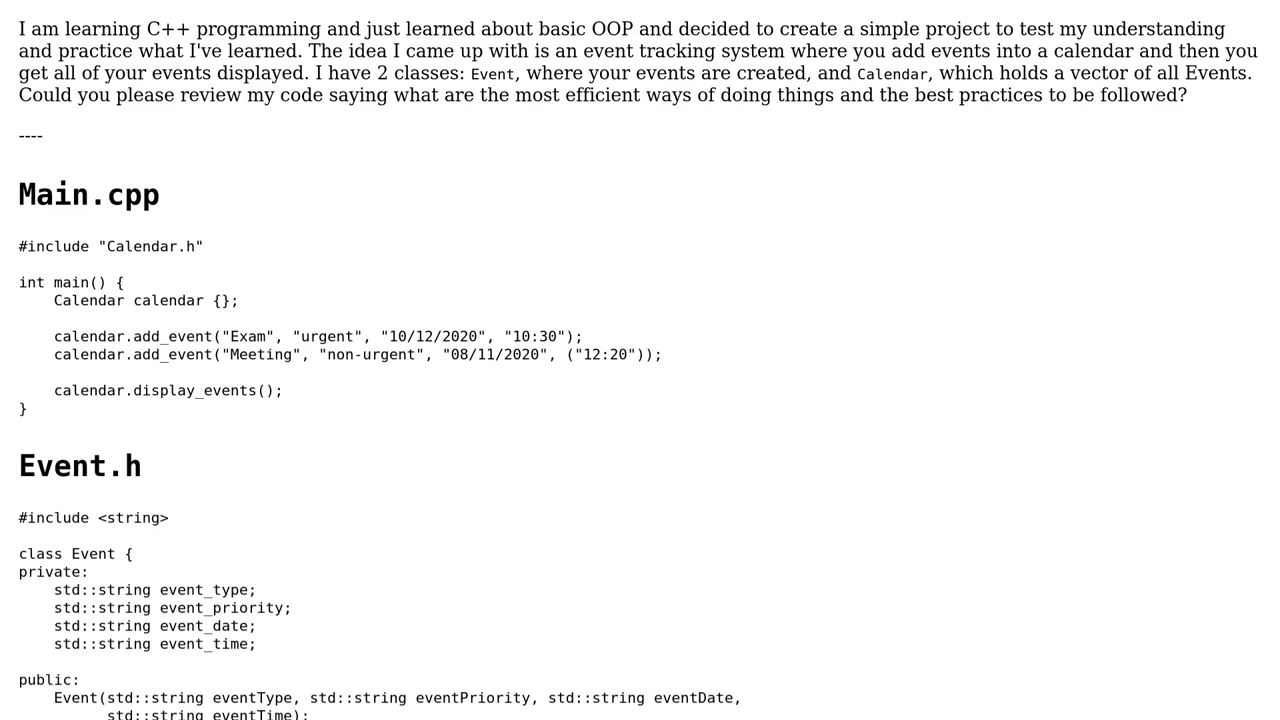 I am learning C++ programming and just learned about basic OOP and decided to create a simple project to test my understanding
and practice what I've learned. The idea I came up with is an event tracking system where you add events into a calendar and then you
get all of your events displayed. I have 2 classes: Event, where your events are created, and Calendar, which holds a vector of all Events.
Could you please review my code saying what are the most efficient ways of doing things and the best practices to be followed?
----
Main.cpp
#include "Calendar.h"
int main() {
    Calendar calendar {};
    calendar.add_event("Exam", "urgent", "10/12/2020", "10:30");
    calendar.add_event("Meeting", "non-urgent", "08/11/2020", ("12:20"));
    calendar.display_events();
}
Event.h
#include <string>
class Event {
private:
    std::string event_type;
    std::string event_priority;
    std::string event_date;
    std::string event_time;
public:
    Event(std::string eventType, std::string eventPriority, std::string eventDate,
          std::string eventTime);